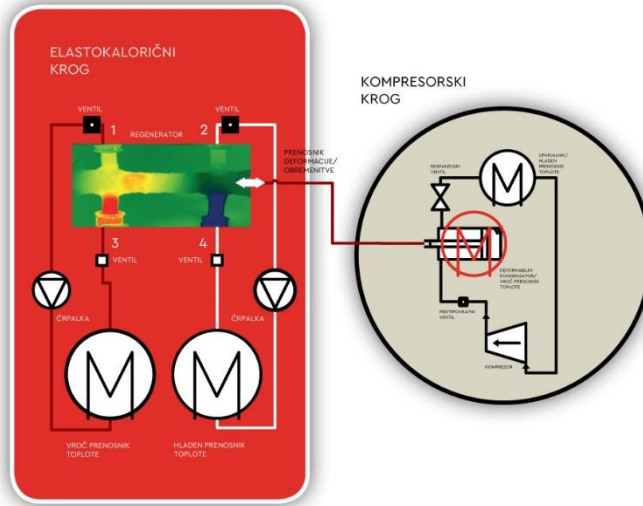 ELASTOKALORIČNI
KROG
VENTIL
VENTIL
1
REGENERATOR
2
PRENOSNIK
DEFORMACIJE/
OBREMENITVE
3
VENTIL
4
VENTIL
ČRPALKA
ČRPALKA
VROČ PRENOSNIK
TOPLOTE
HLADEN PRENOSNIK
TOPLOTE
KOMPRESORSKI
KROG
EKSPANZIJSKI
VENTIL
UPARJALNIK/
HLADEN
PRENOSNIK
TOPLOTE
DEFORMABILNI
KONDENZATOR/
VROČ PRENOSNIK
TOPLOTE
PROTIPOVRATNI
VENTIL
KOMPRESOR